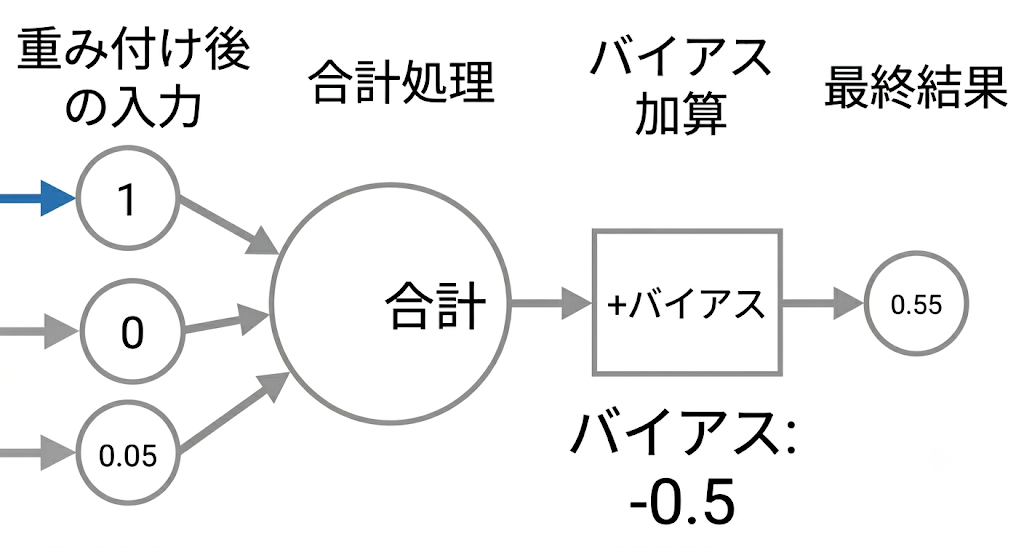 重み付け後
の入力
合計処理
バイアス
加算
最終結果
1
0
0.05
合計
+バイアス
0.55
バイアス:
-0.5